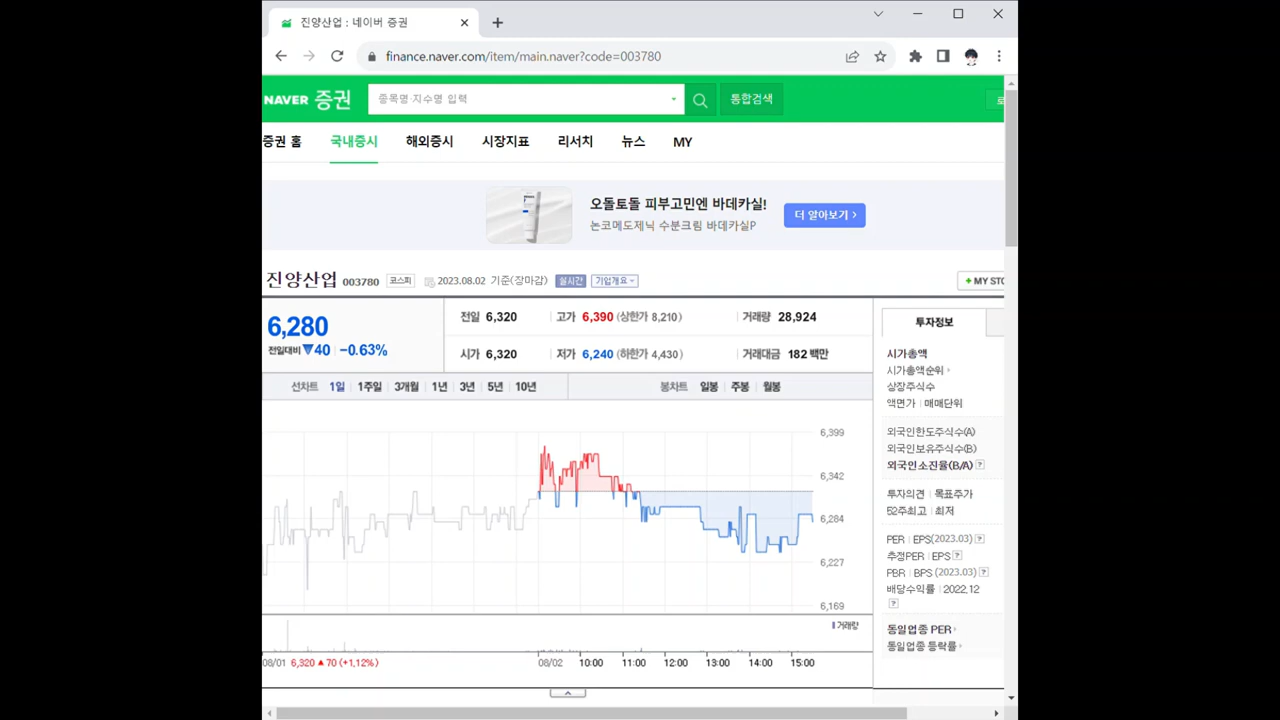 진양산업 : 네이버 증권
finance.naver.com/item/main.naver?code=003780
NAVER 증권
종목명·지수명 입력
통합검색
증권 홈 국내증시 해외증시 시장지표 리서치 뉴스 MY
오돌토돌 피부고민엔 바데카실!
논코메도제닉 수분크림 바데카실P
더 알아보기
진양산업 003780 코스피 2023.08.02 기준(장마감) 실시간 기업개요
+ MY STO
6,280
전일대비 ▼40 -0.63%
전일 6,320 고가 6,390 (상한가 8,210) 거래량 28,924
시가 6,320 저가 6,240 (하한가 4,430) 거래대금 182 백만
선차트 1일 1주일 3개월 1년 3년 5년 10년 봉차트 일봉 주봉 월봉
6,399
6,342
6,284
6,227
6,169
거래량
08/01 6,320 ▲70 (+1,12%) 08/02 10:00 11:00 12:00 13:00 14:00 15:00
투자정보
시가총액
시가총액순위
상장주식수
액면가 매매단위
외국인한도주식수(A)
외국인보유주식수(B)
외국인소진율(B/A) ?
투자의견 목표주가
52주최고 최저
PER EPS(2023.03) ?
추정PER EPS ?
PBR BPS (2023.03) ?
배당수익률 2022.12
?
동일업종 PER
동일업종 등락률